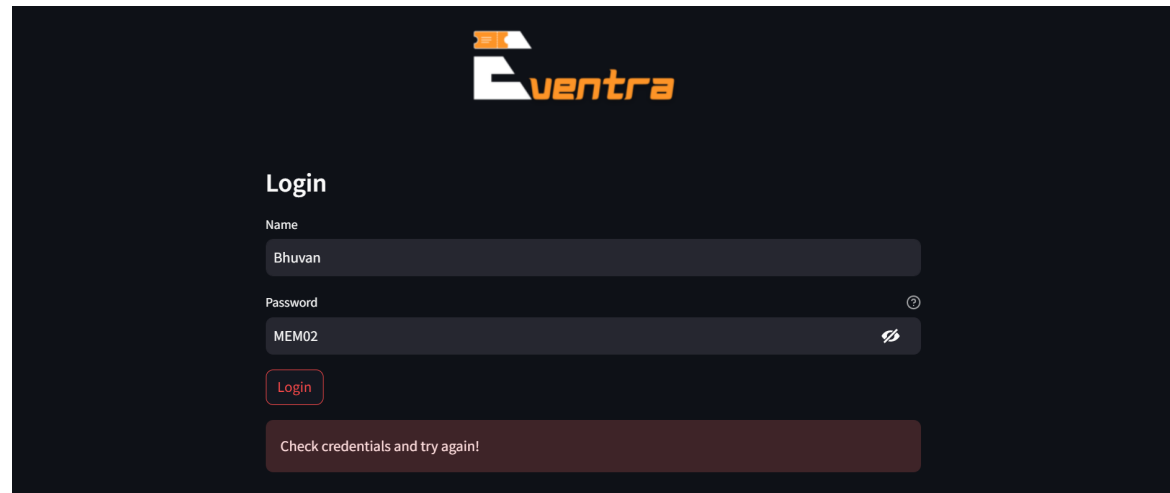 Eventra
Login
Name
Bhuvan
Password
MEM02
Login
Check credentials and try again!